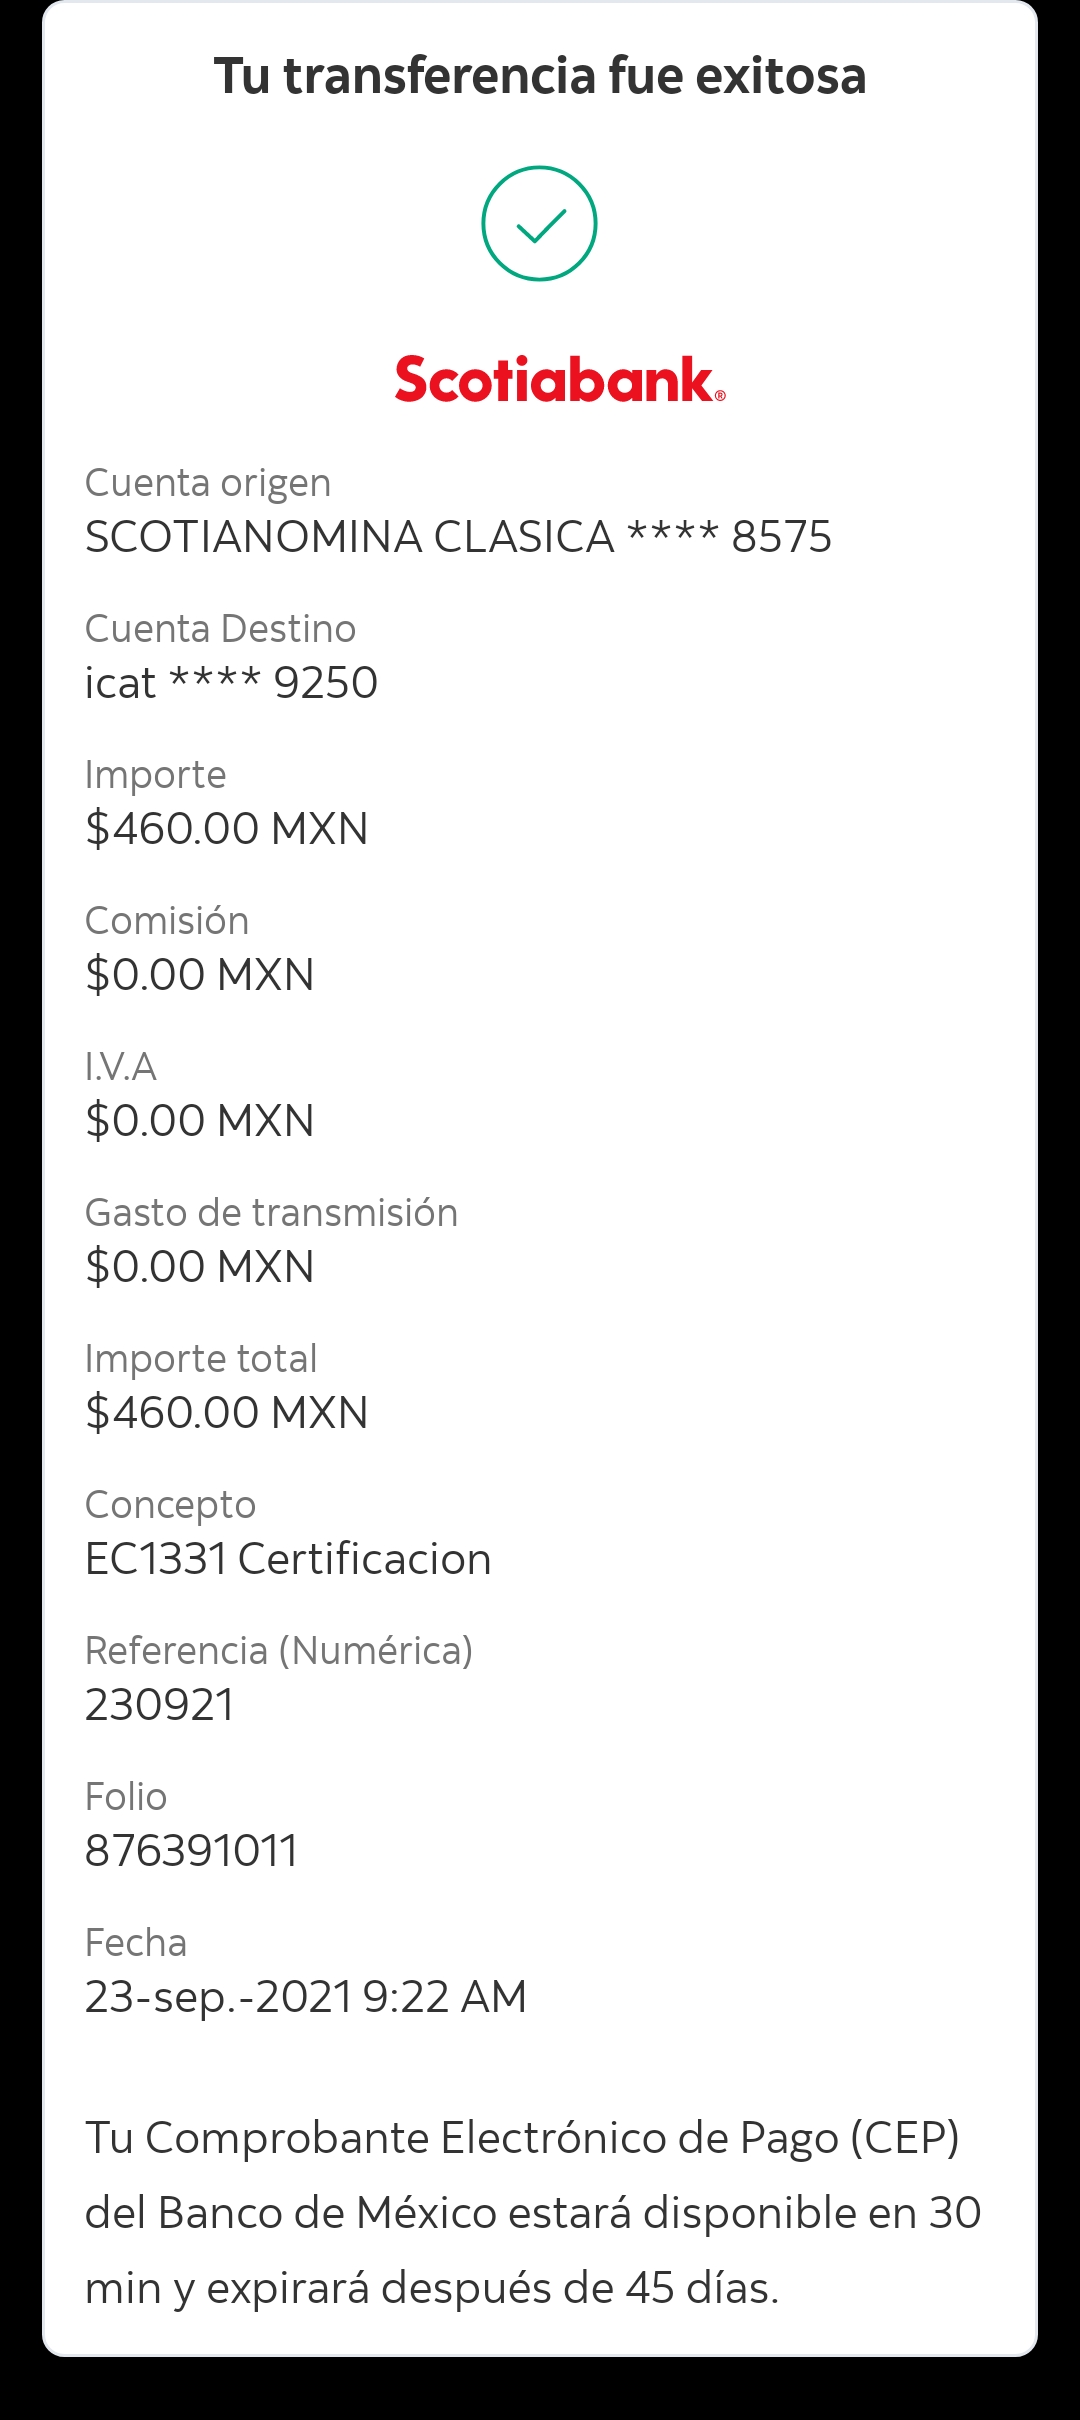 Tu transferencia fue exitosa
Scotiabank®
Cuenta origen
SCOTIANOMINA CLASICA **** 8575
Cuenta Destino
icat **** 9250
Importe
$460.00 MXN
Comisión
$0.00 MXN
I.V.A
$0.00 MXN
Gasto de transmisión
$0.00 MXN
Importe total
$460.00 MXN
Concepto
EC1331 Certificacion
Referencia (Numérica)
230921
Folio
876391011
Fecha
23-sep.-2021 9:22 AM
Tu Comprobante Electrónico de Pago (CEP)
del Banco de México estará disponible en 30
min y expirará después de 45 días.